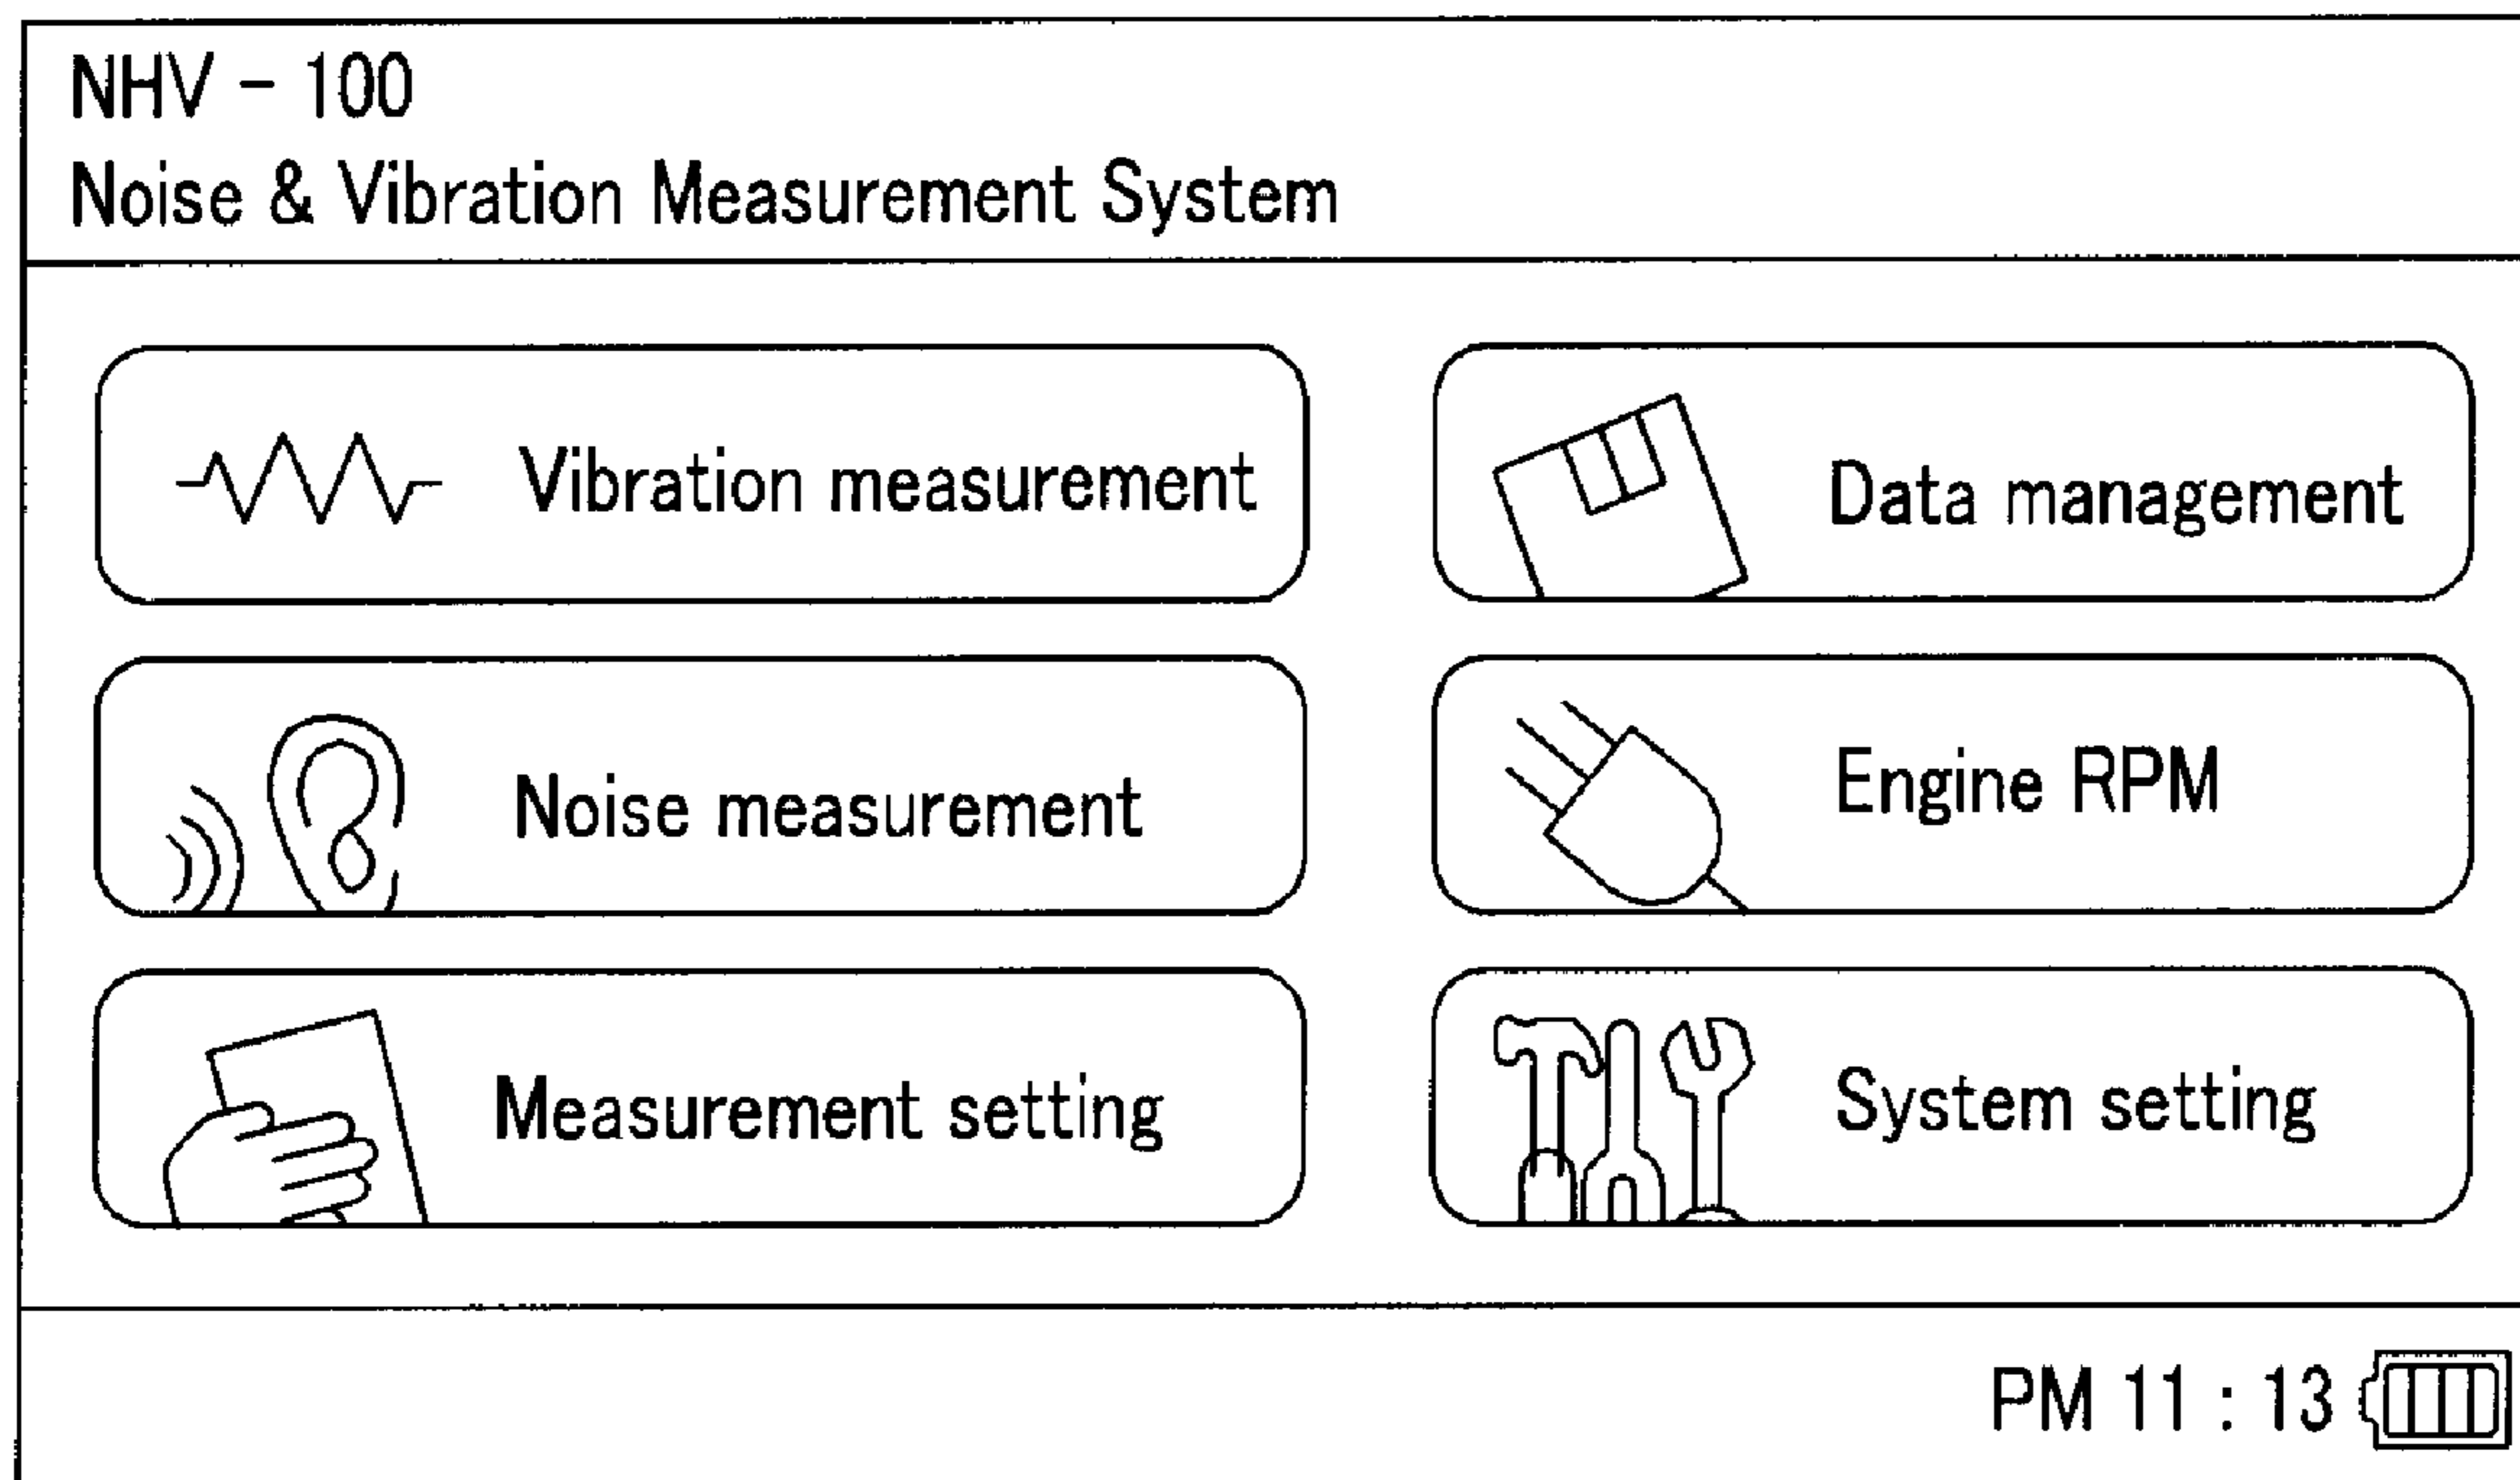 NHV - 100
Noise & Vibration Measurement System
Vibration measurement
Data management
Noise measurement
Engine RPM
Measurement setting
System setting
PM 11 : 13